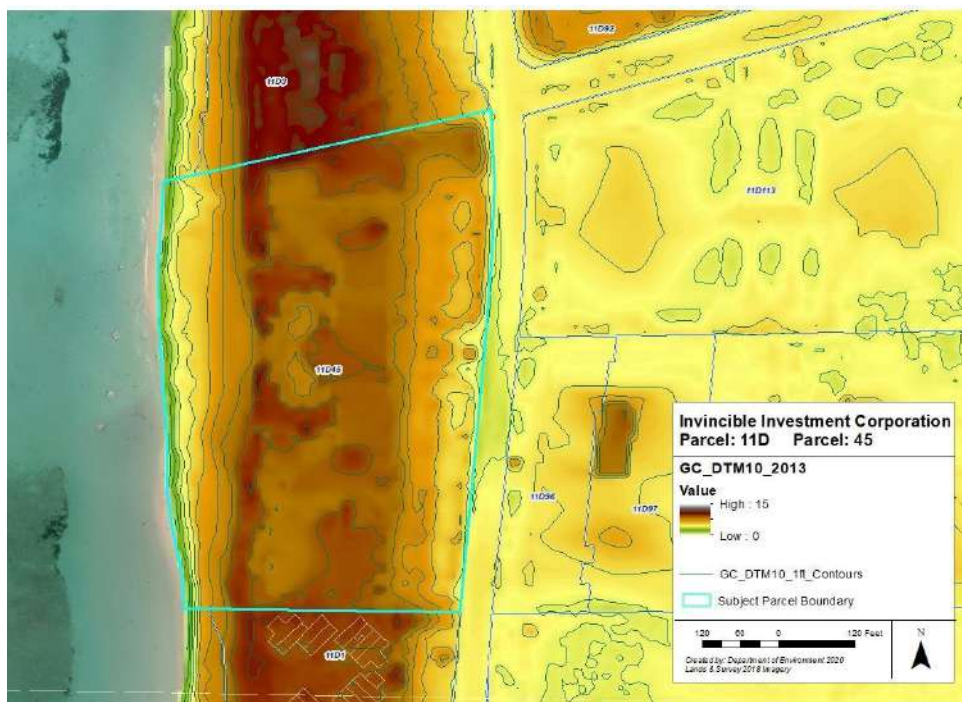 11D93
11D3
11D113
11D45
11D96
11D97
11D1
Invincible Investment Corporation
Parcel: 11D Parcel: 45
GC_DTM10_2013
Value
High : 15
Low : 0
GC_DTM10_1ft_Contours
Subject Parcel Boundary
120 60 0 120 Feet
N
Created by: Department of Environment 2020
Lands & Survey 2018 Imagery